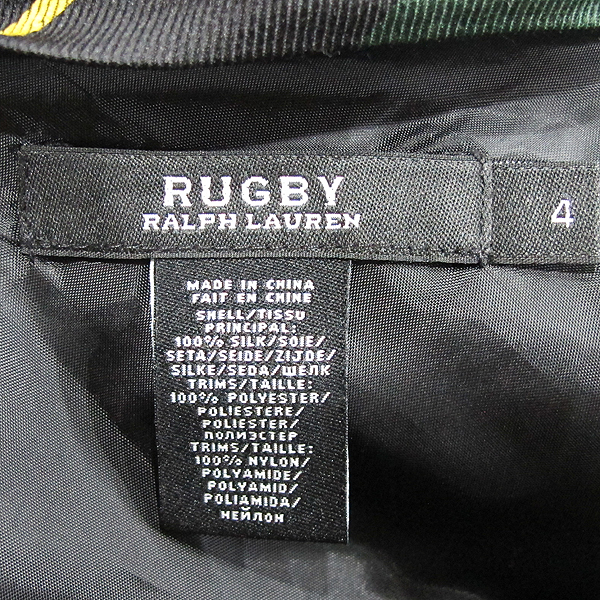 RUGBY
RALPH LAUREN
4
MADE IN CHINA
FAIT EN CHINE
SHELL/TISSU
PRINCIPAL:
100% SILK/SOIE/
SETA/SEIDE/ZIJDE/
SILKE/SEDA/ШЕЛК
TRIMS/TAILLE:
100% POLYESTER/
POLIESTERE/
POLIESTER/
ПОЛИЭСТЕР
TRIMS/TAILLE:
100% NYLON/
POLYAMIDE/
POLYAMID/
POLIAMIDA/
НЕЙЛОН